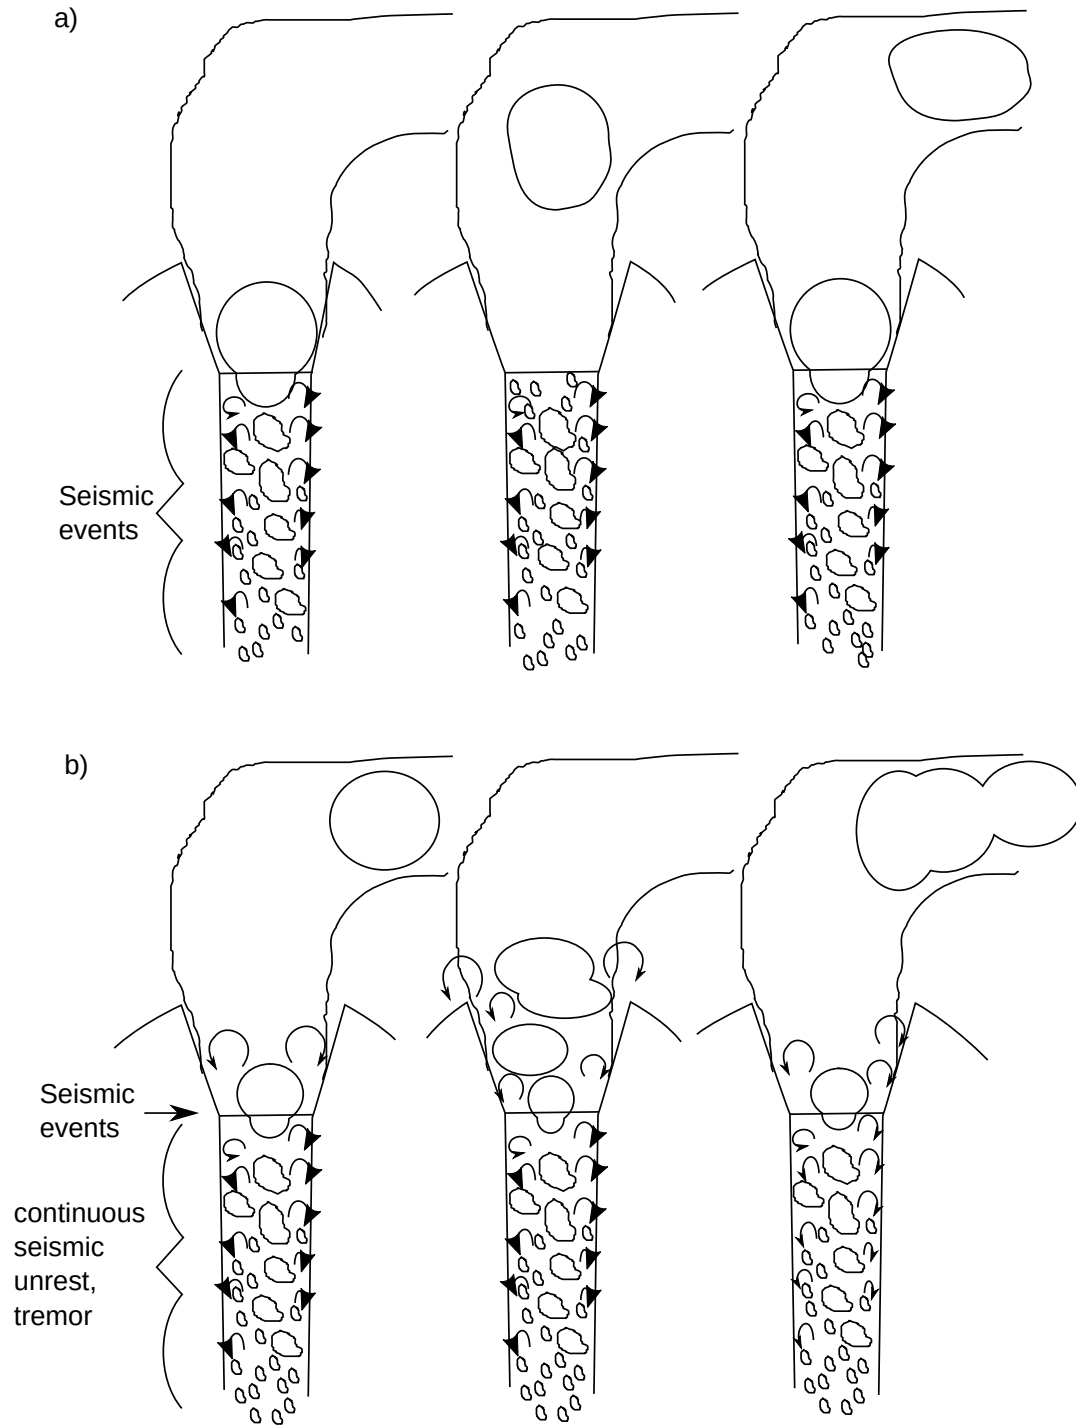 a)
Seismic
events
b)
Seismic
events
continuous
seismic
unrest,
tremor